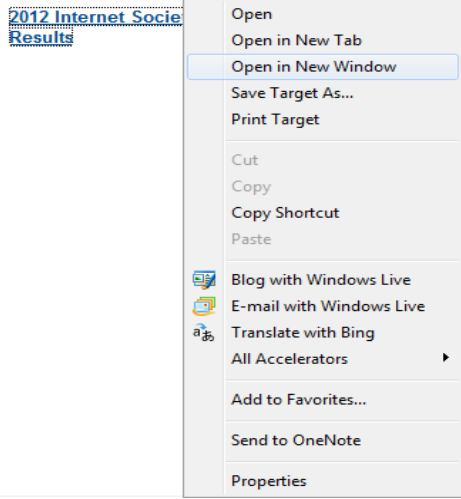 2012 Internet Socie
Results
Open
Open in New Tab
Open in New Window
Save Target As...
Print Target
Cut
Copy
Copy Shortcut
Paste
Blog with Windows Live
E-mail with Windows Live
Translate with Bing
All Accelerators
Add to Favorites...
Send to OneNote
Properties